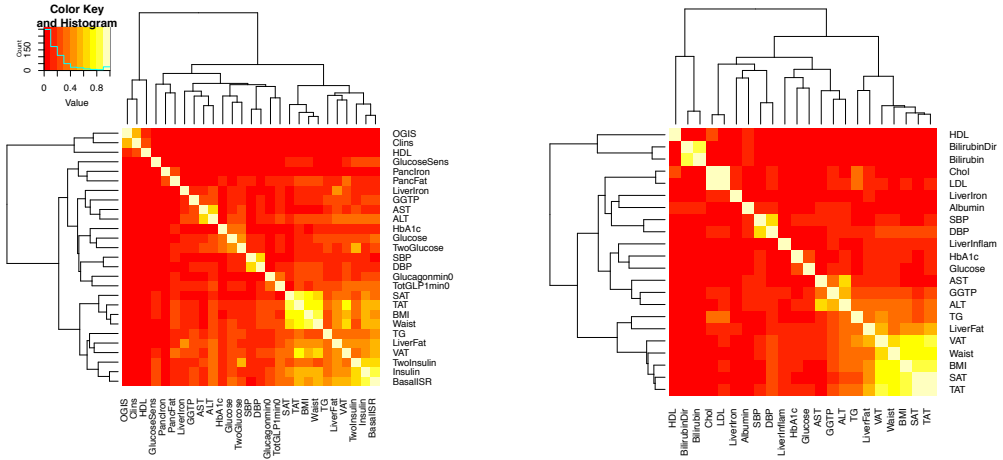 Color Key
and Histogram
Count
0
150
0
0.4
0.8
Value
OGIS
Clins
HDL
GlucoseSens
PancIron
PancFat
LiverIron
GGTP
AST
ALT
HbA1c
Glucose
TwoGlucose
SBP
DBP
Glucagonmin0
TotGLP1min0
SAT
TAT
BMI
Waist
TG
LiverFat
VAT
TwoInsulin
Insulin
BasalISR
OGIS
Clins
HDL
GlucoseSens
PancIron
PancFat
LiverIron
GGTP
AST
ALT
HbA1c
Glucose
TwoGlucose
SBP
DBP
Glucagonmin0
TotGLP1min0
SAT
TAT
BMI
Waist
TG
LiverFat
VAT
TwoInsulin
Insulin
BasalISR
HDL
BilirubinDir
Bilirubin
Chol
LDL
LiverIron
Albumin
SBP
DBP
LiverInflam
HbA1c
Glucose
AST
GGTP
ALT
TG
LiverFat
VAT
Waist
BMI
SAT
TAT
HDL
BilirubinDir
Bilirubin
Chol
LDL
LiverIron
Albumin
SBP
DBP
LiverInflam
HbA1c
Glucose
AST
GGTP
ALT
TG
LiverFat
VAT
Waist
BMI
SAT
TAT